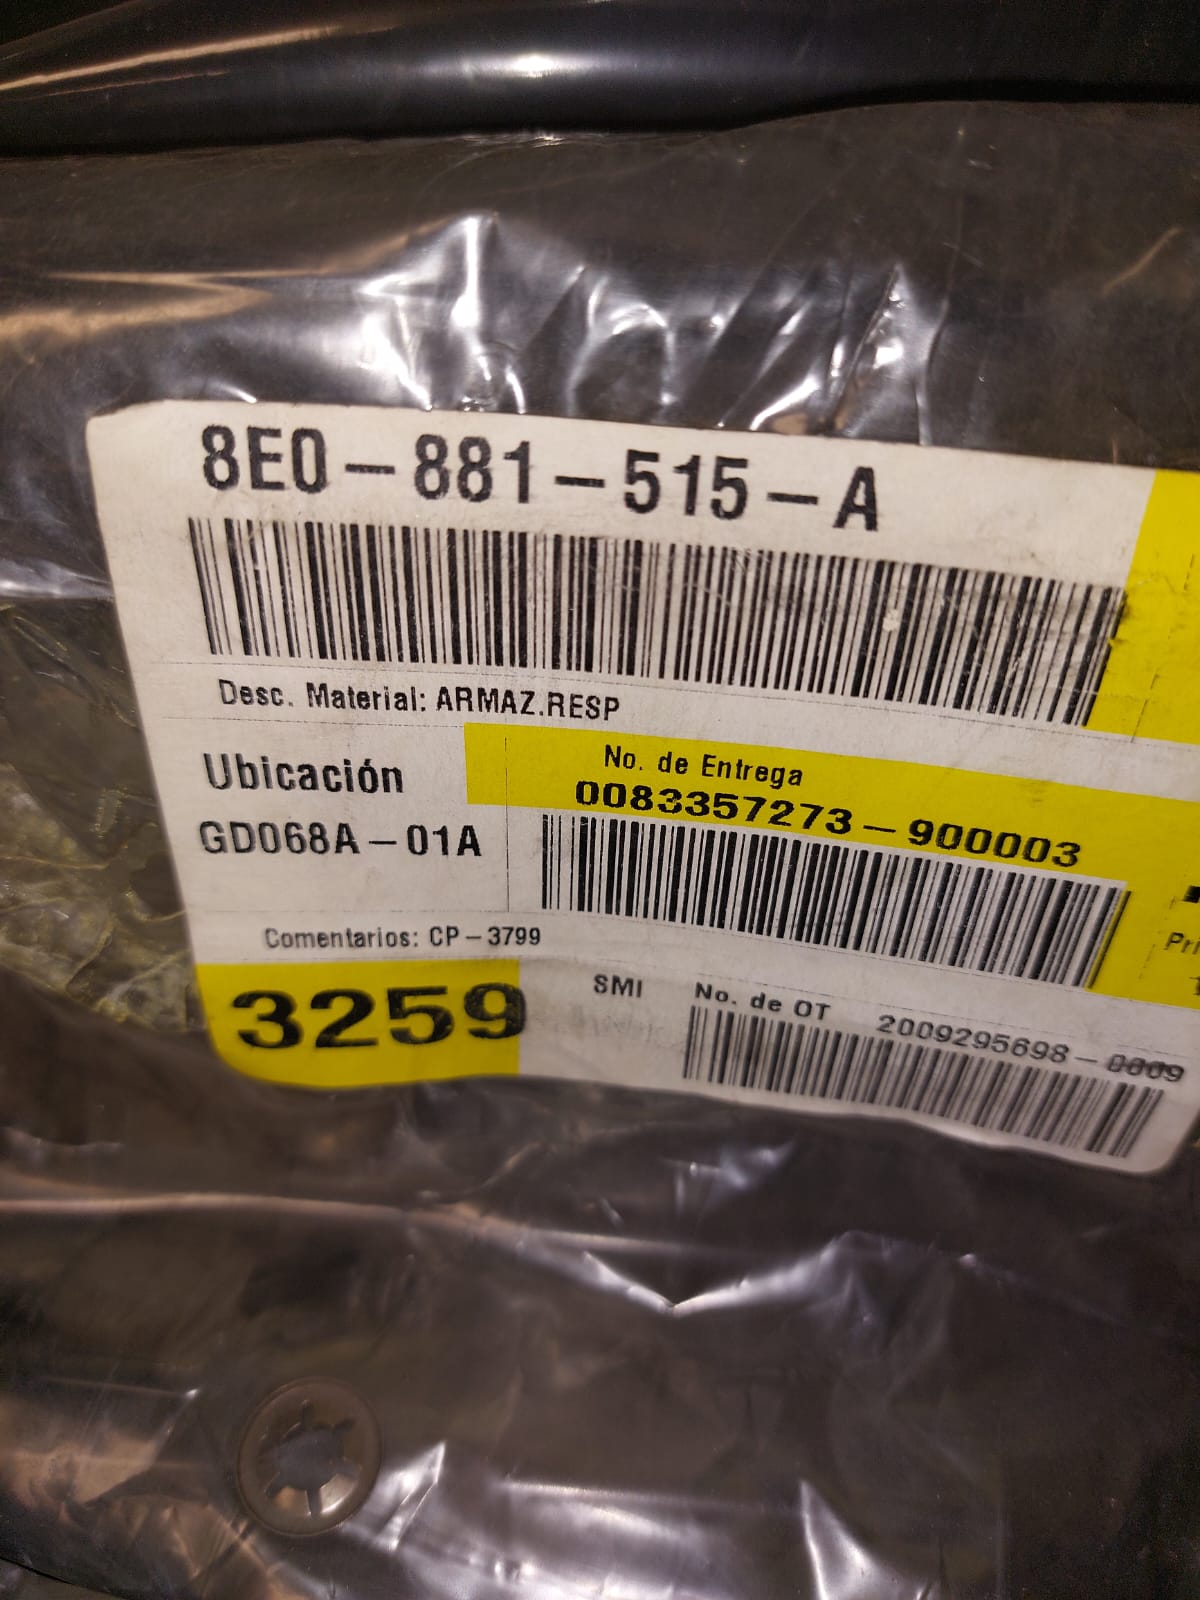 8E0-881-515-A
Desc. Material: ARMAZ.RESP
Ubicación
No. de Entrega
0083357273-900003
GD068A-01A
Comentarios: CP-3799
3259
SMI
No. de OT
2009295698-0009